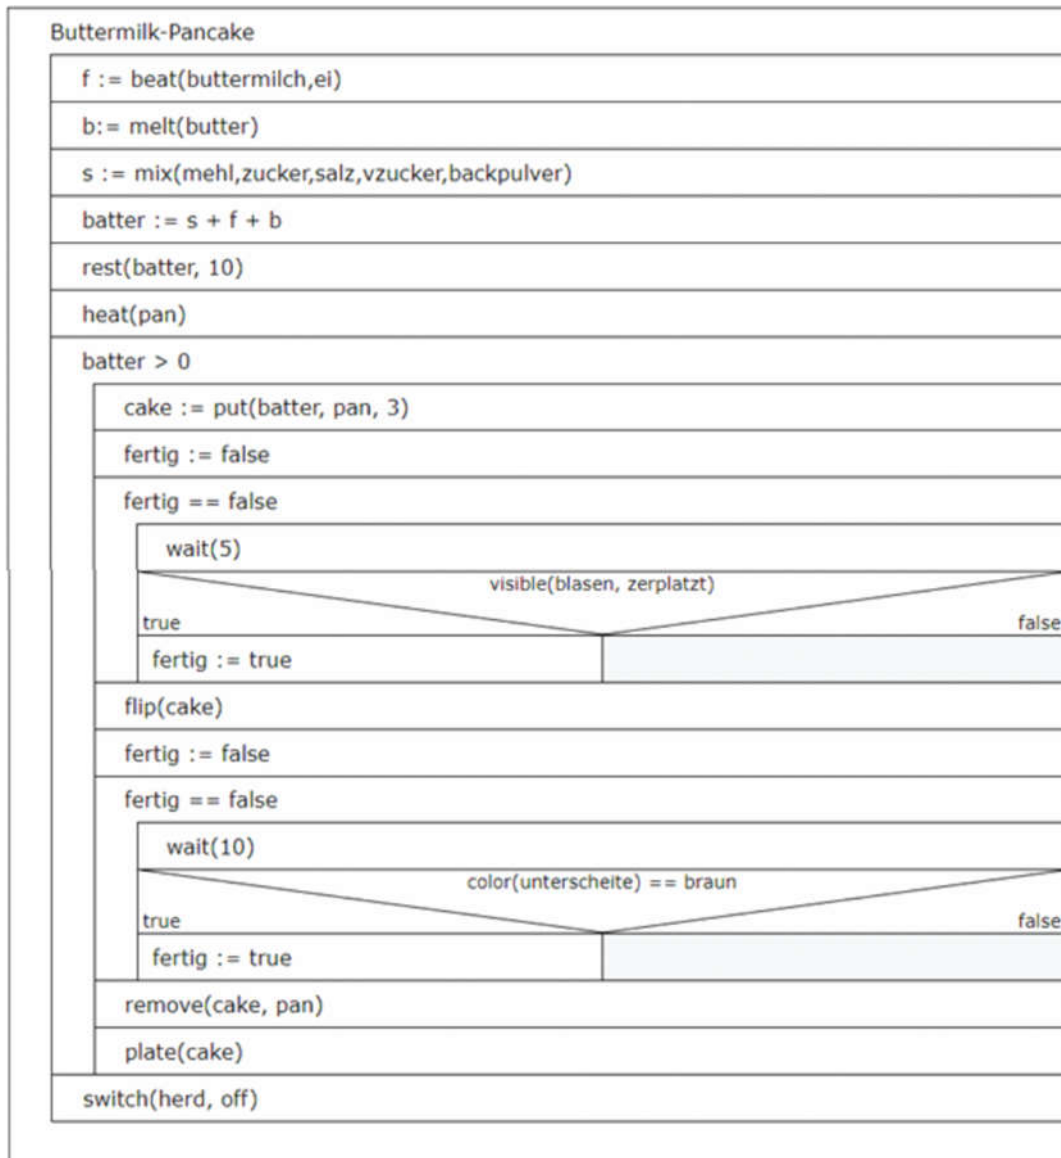 Buttermilk-Pancake
f := beat(buttermilch,ei)
b:= melt(butter)
s := mix(mehl,zucker,salz,vzucker,backpulver)
batter := s + f + b
rest(batter, 10)
heat(pan)
batter > 0
cake := put(batter, pan, 3)
fertig := false
fertig == false
wait(5)
visible(blasen, zerplatzt)
true false
fertig := true
flip(cake)
fertig := false
fertig == false
wait(10)
color(unterscheite) == braun
true false
fertig := true
remove(cake, pan)
plate(cake)
switch(herd, off)